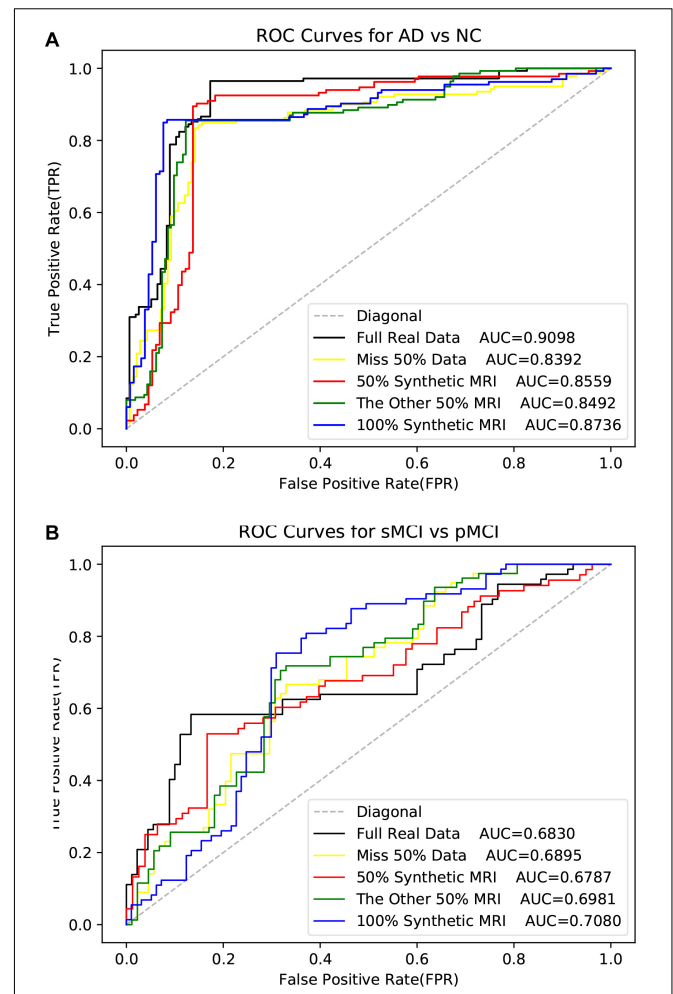 A
ROC Curves for AD vs NC
True Positive Rate(TPR)
1.0
0.8
0.6
0.4
0.2
0.0
Diagonal
Full Real Data AUC=0.9098
Miss 50% Data AUC=0.8392
50% Synthetic MRI AUC=0.8559
The Other 50% MRI AUC=0.8492
100% Synthetic MRI AUC=0.8736
0.0 0.2 0.4 0.6 0.8 1.0
False Positive Rate(FPR)
B
ROC Curves for sMCI vs pMCI
True Positive Rate(TPR)
1.0
0.8
0.6
0.4
0.2
0.0
Diagonal
Full Real Data AUC=0.6830
Miss 50% Data AUC=0.6895
50% Synthetic MRI AUC=0.6787
The Other 50% MRI AUC=0.6981
100% Synthetic MRI AUC=0.7080
0.0 0.2 0.4 0.6 0.8 1.0
False Positive Rate(FPR)